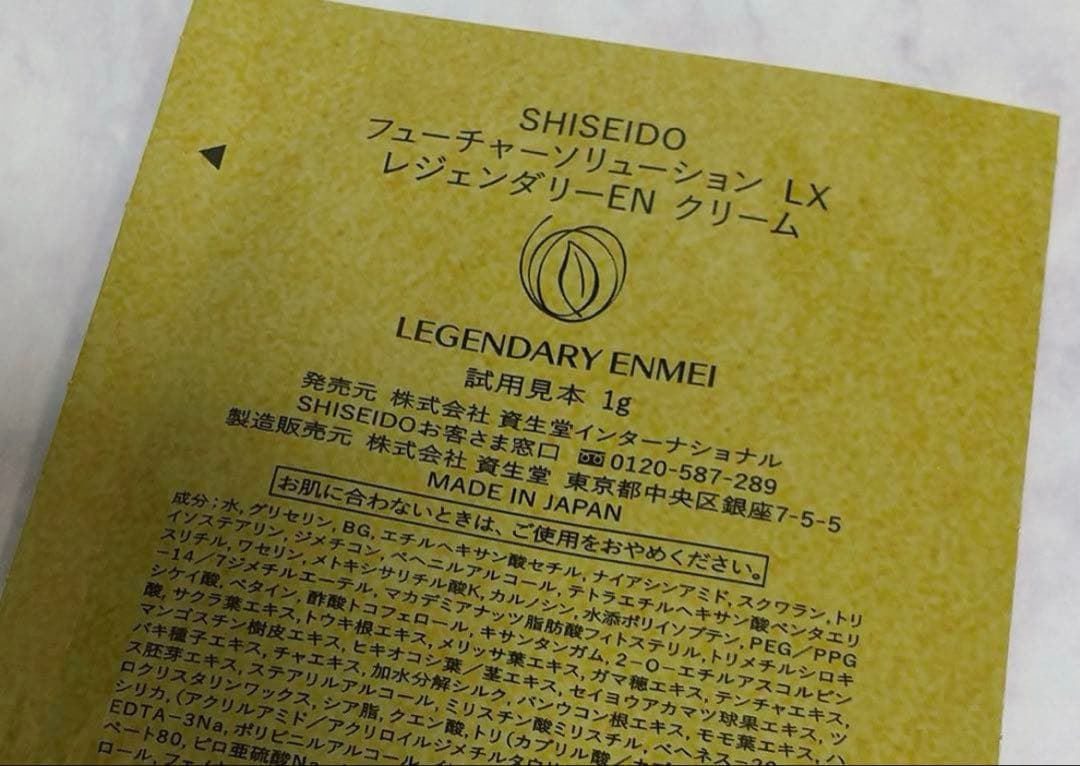 SHISEIDO
フューチャーソリューション LX
レジェンダリーEN クリーム
LEGENDARY ENMEI
試用見本 1g
発売元 株式会社 資生堂インターナショナル
SHISEIDOお客さま窓口 0120-587-289
製造販売元 株式会社 資生堂 東京都中央区銀座7-5-5
MADE IN JAPAN
お肌に合わないときは、ご使用をおやめください。
成分:水, グリセリン, BG, エチルヘキサン酸セチル, ナイアシンアミド, スクワラン, トリ
イソステアリン, ジメチコン, ベヘニルアルコール, テトラエチルヘキサン酸ペンタエリ
スリチル, ワセリン, メトキシサリチル酸K, カルノシン, 水添ポリイソブテン, PEG/PPG
-14/7ジメチルエーテル, マカデミアナッツ脂肪酸フィトステリル, トリメチルシロキ
シケイ酸, ベタイン, 酢酸トコフェロール, キサンタンガム, 2-O-エチルアスコルビン
酸, サクラ葉エキス, トウキ根エキス, メリッサ葉エキス, ガマ穂エキス, テンチャエキス,
マンゴスチン樹皮エキス, ヒキオコシ葉/茎エキス, セイヨウアカマツ球果エキス, ツ
バキ種子エキス, チャエキス, 加水分解シルク, バンウコン根エキス, モモ葉エキス, ハ
ス胚芽エキス, ステアリルアルコール, ミリスチン酸ミリスチル, ベヘネス-20
ロクリスタリンワックス, シア脂, クエン酸, トリ(カプリル酸/カプ
シリカ, (アクリルアミド/アクリロイルジメチルタウリ
EDTA-3Na, ポリビニルアルコール
ベート80, ピロ亜硫酸Na
ロール, フェノ